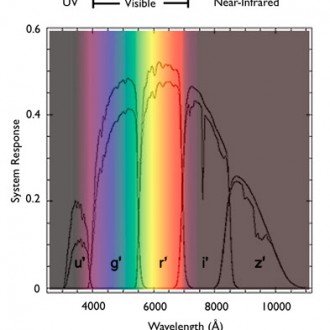 UV Visible Near-Infrared
0.6
0.4
0.2
0
System Response
u' g' r' i' z'
4000 6000 8000 10000
Wavelength (Å)